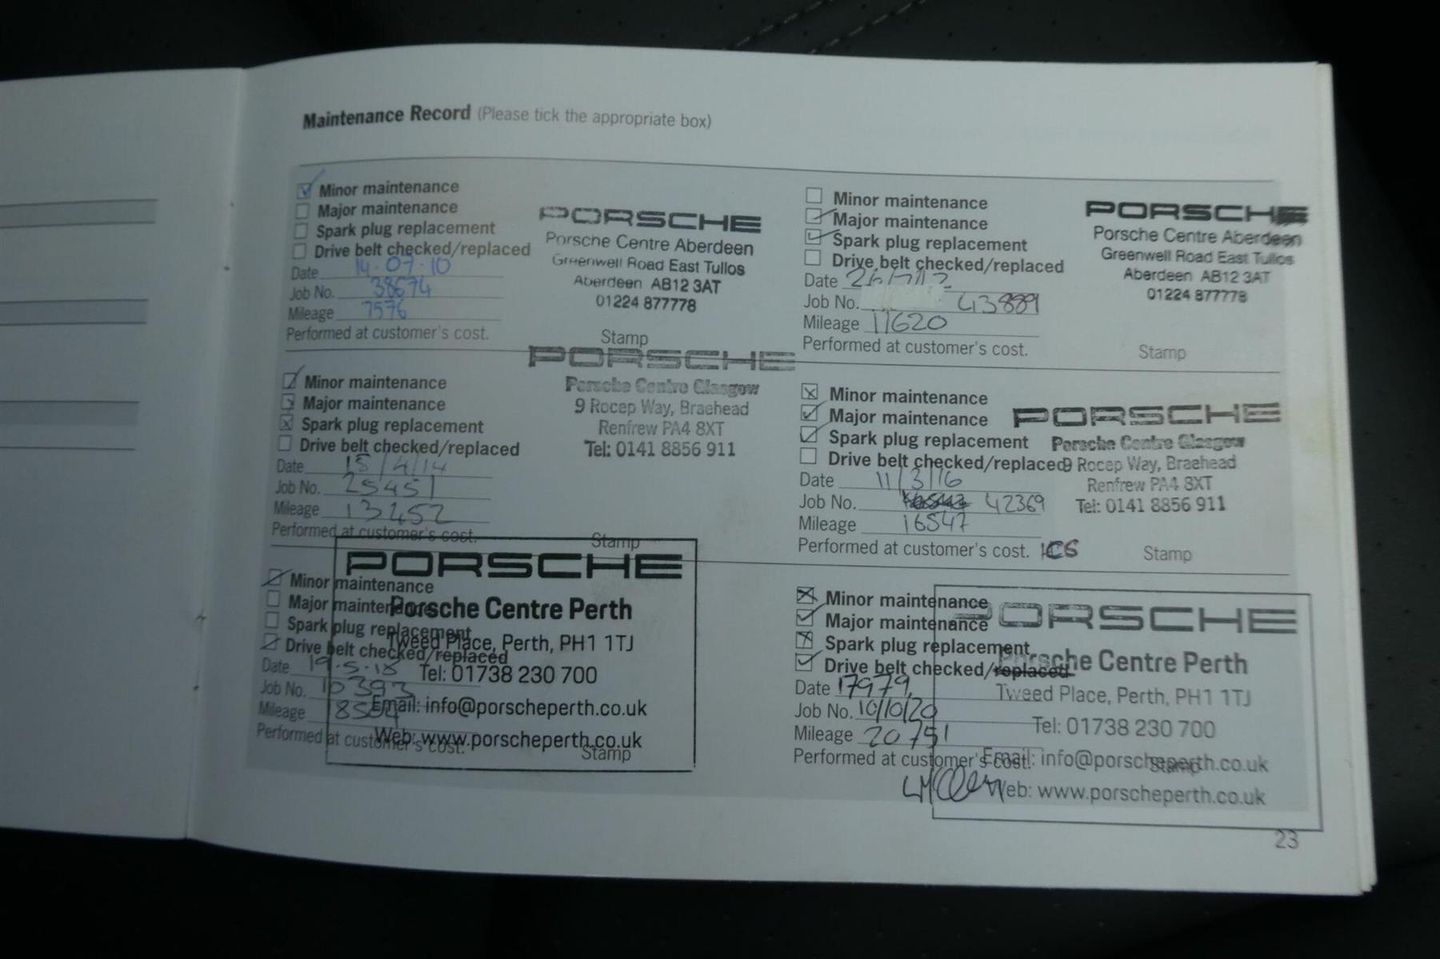 Maintenance Record (Please tick the appropriate box)
Minor maintenance
Major maintenance
Spark plug replacement
Drive belt checked/replaced
Date 14-07-10
Job No. 38674
Mileage 7576
Performed at customer's cost.
PORSCHE
Porsche Centre Aberdeen
Greenwell Road East Tullos
Aberdeen AB12 3AT
01224 877778
Stamp
Minor maintenance
Major maintenance
Spark plug replacement
Drive belt checked/replaced
Date 26/7/12
Job No. 43889
Mileage 11620
Performed at customer's cost.
PORSCHE
Porsche Centre Aberdeen
Greenwell Road East Tullos
Aberdeen AB12 3AT
01224 877778
Stamp
Minor maintenance
Major maintenance
Spark plug replacement
Drive belt checked/replaced
Date 15/4/14
Job No. 25451
Mileage 13452
Performed at customer's cost.
PORSCHE
Porsche Centre Glasgow
9 Rocep Way, Braehead
Renfrew PA4 8XT
Tel: 0141 8856 911
Stamp
Minor maintenance
Major maintenance
Spark plug replacement
Drive belt checked/replaced
Date 11/3/16
Job No. 42369
Mileage 16547
Performed at customer's cost.
PORSCHE
Porsche Centre Glasgow
9 Rocep Way, Braehead
Renfrew PA4 8XT
Tel: 0141 8856 911
Stamp
Minor maintenance
Major maintenance
Spark plug replacement
Drive belt checked/replaced
Date 19-5-18
Job No. 10393
Mileage
Performed at customer's cost.
PORSCHE
Porsche Centre Perth
Tweed Place, Perth, PH1 1TJ
Tel: 01738 230 700
Email: info@porscheperth.co.uk
Web: www.porscheperth.co.uk
Stamp
Minor maintenance
Major maintenance
Spark plug replacement
Drive belt checked/replaced
Date 17979
Job No. 10/10/20
Mileage 20751
Performed at customer's cost.
PORSCHE
Porsche Centre Perth
Tweed Place, Perth, PH1 1TJ
Tel: 01738 230 700
Email: info@porscheperth.co.uk
Web: www.porscheperth.co.uk
Stamp
23